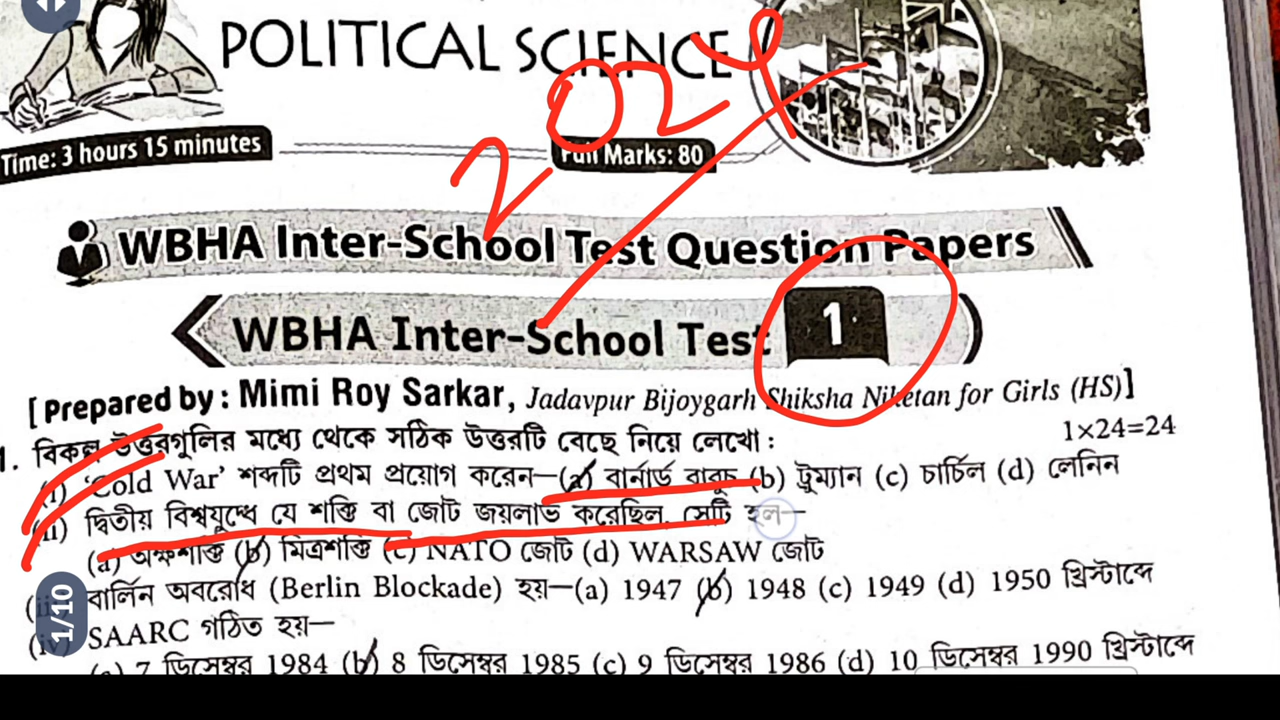 POLITICAL SCIENCE
2024
Time: 3 hours 15 minutes
Full Marks: 80
WBHA Inter-School Test Question Papers
WBHA Inter-School Test 1
[Prepared by: Mimi Roy Sarkar, Jadavpur Bijoygarh Shiksha Niketan for Girls (HS)]
1. বিকল্প উত্তরগুলির মধ্যে থেকে সঠিক উত্তরটি বেছে নিয়ে লেখো : 1×24=24
(i) 'Cold War' শব্দটি প্রথম প্রয়োগ করেন—(a) বার্নার্ড বারুচ (b) ট্রুম্যান (c) চার্চিল (d) লেনিন
(ii) দ্বিতীয় বিশ্বযুদ্ধে যে শক্তি বা জোট জয়লাভ করেছিল, সেটি হল—
(a) অক্ষশক্তি (b) মিত্রশক্তি (c) NATO জোট (d) WARSAW জোট
(iii) বার্লিন অবরোধ (Berlin Blockade) হয়—(a) 1947 (b) 1948 (c) 1949 (d) 1950 খ্রিস্টাব্দে
(iv) SAARC গঠিত হয়—
(a) 7 ডিসেম্বর 1984 (b) 8 ডিসেম্বর 1985 (c) 9 ডিসেম্বর 1986 (d) 10 ডিসেম্বর 1990 খ্রিস্টাব্দে
1/10